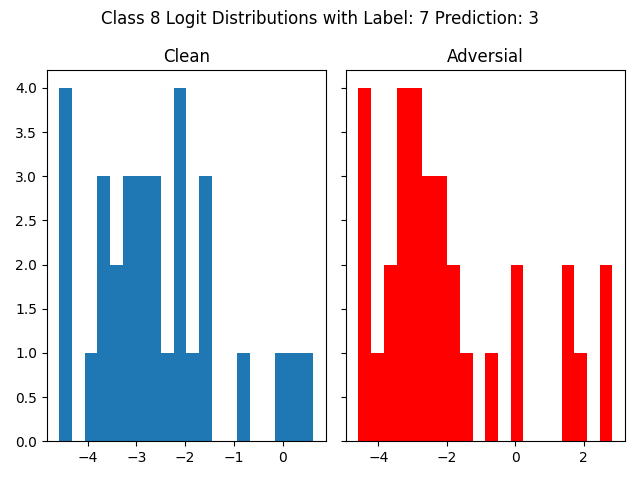 Class 8 Logit Distributions with Label: 7 Prediction: 3
Clean
Adversial
4.0
3.5
3.0
2.5
2.0
1.5
1.0
0.5
0.0
−4 −3 −2 −1 0
−4 −2 0 2